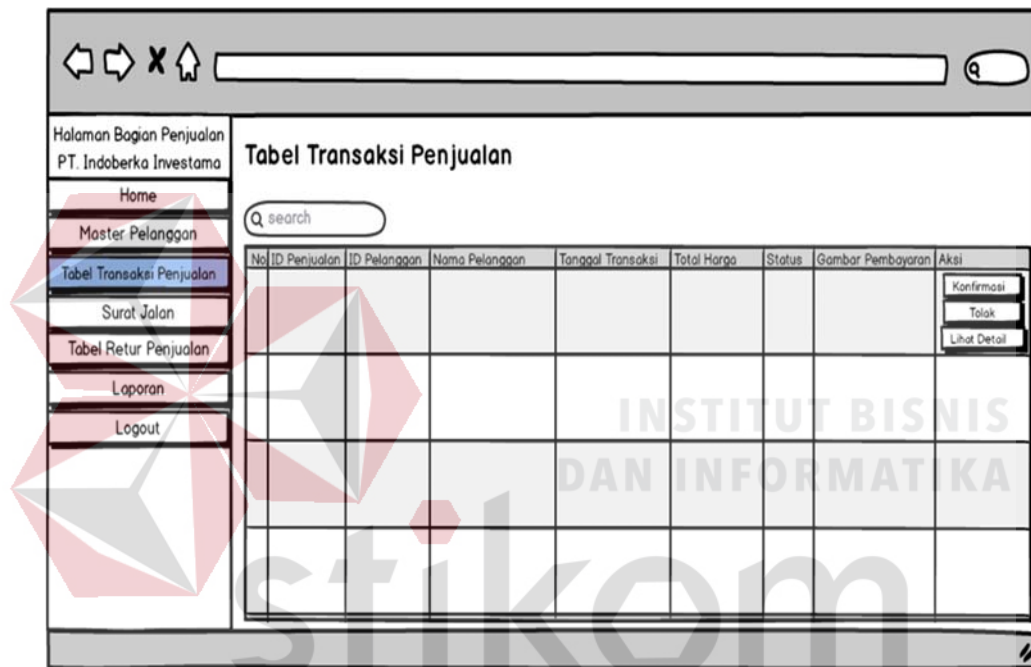 Halaman Bagian Penjualan
PT. Indoberka Investama
Home
Master Pelanggan
Tabel Transaksi Penjualan
Surat Jalan
Tabel Retur Penjualan
Laporan
Logout
Tabel Transaksi Penjualan
search
No ID Penjualan ID Pelanggan Nama Pelanggan Tanggal Transaksi Total Harga Status Gambar Pembayaran Aksi
Konfirmasi
Tolak
Lihat Detail
INSTITUT BISNIS
DAN INFORMATIKA
stikom